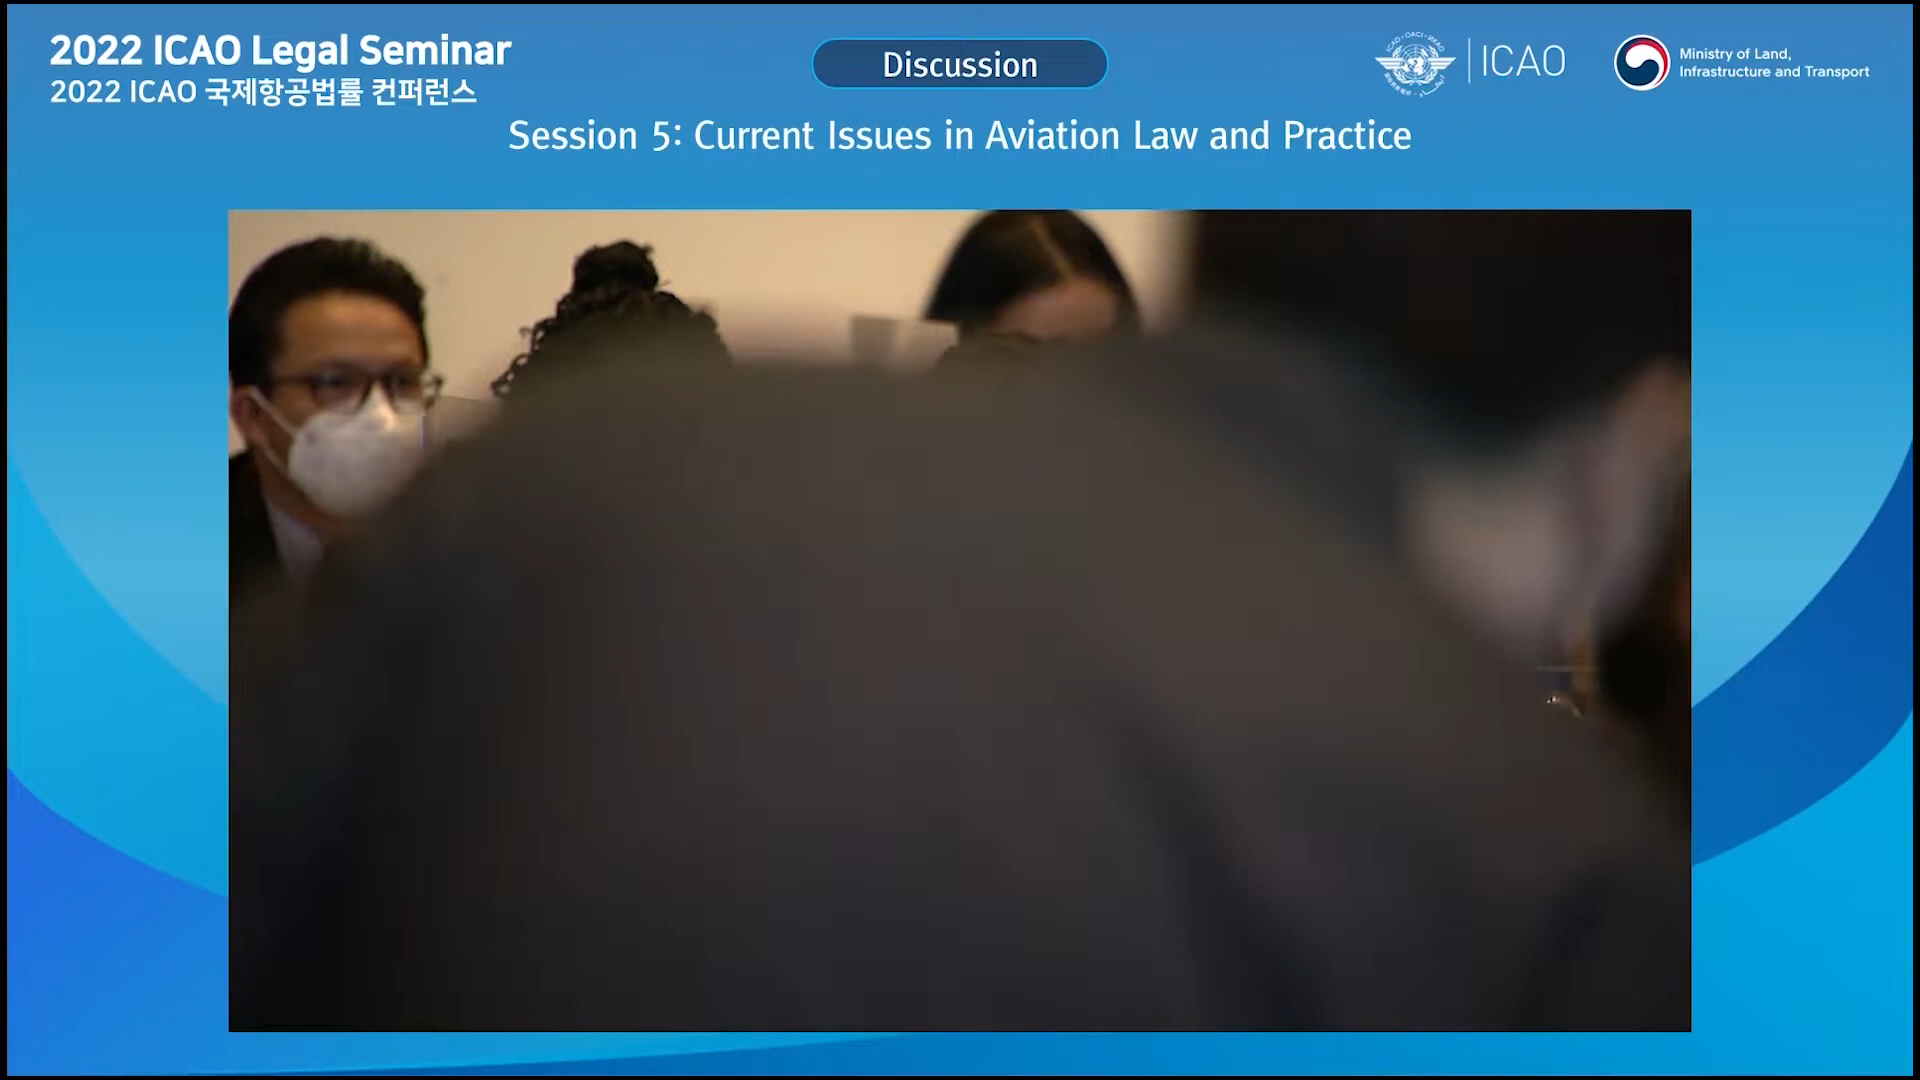 2022 ICAO Legal Seminar
2022 ICAO 국제항공법률 컨퍼런스
Discussion
Session 5: Current Issues in Aviation Law and Practice
ICAO
Ministry of Land,
Infrastructure and Transport